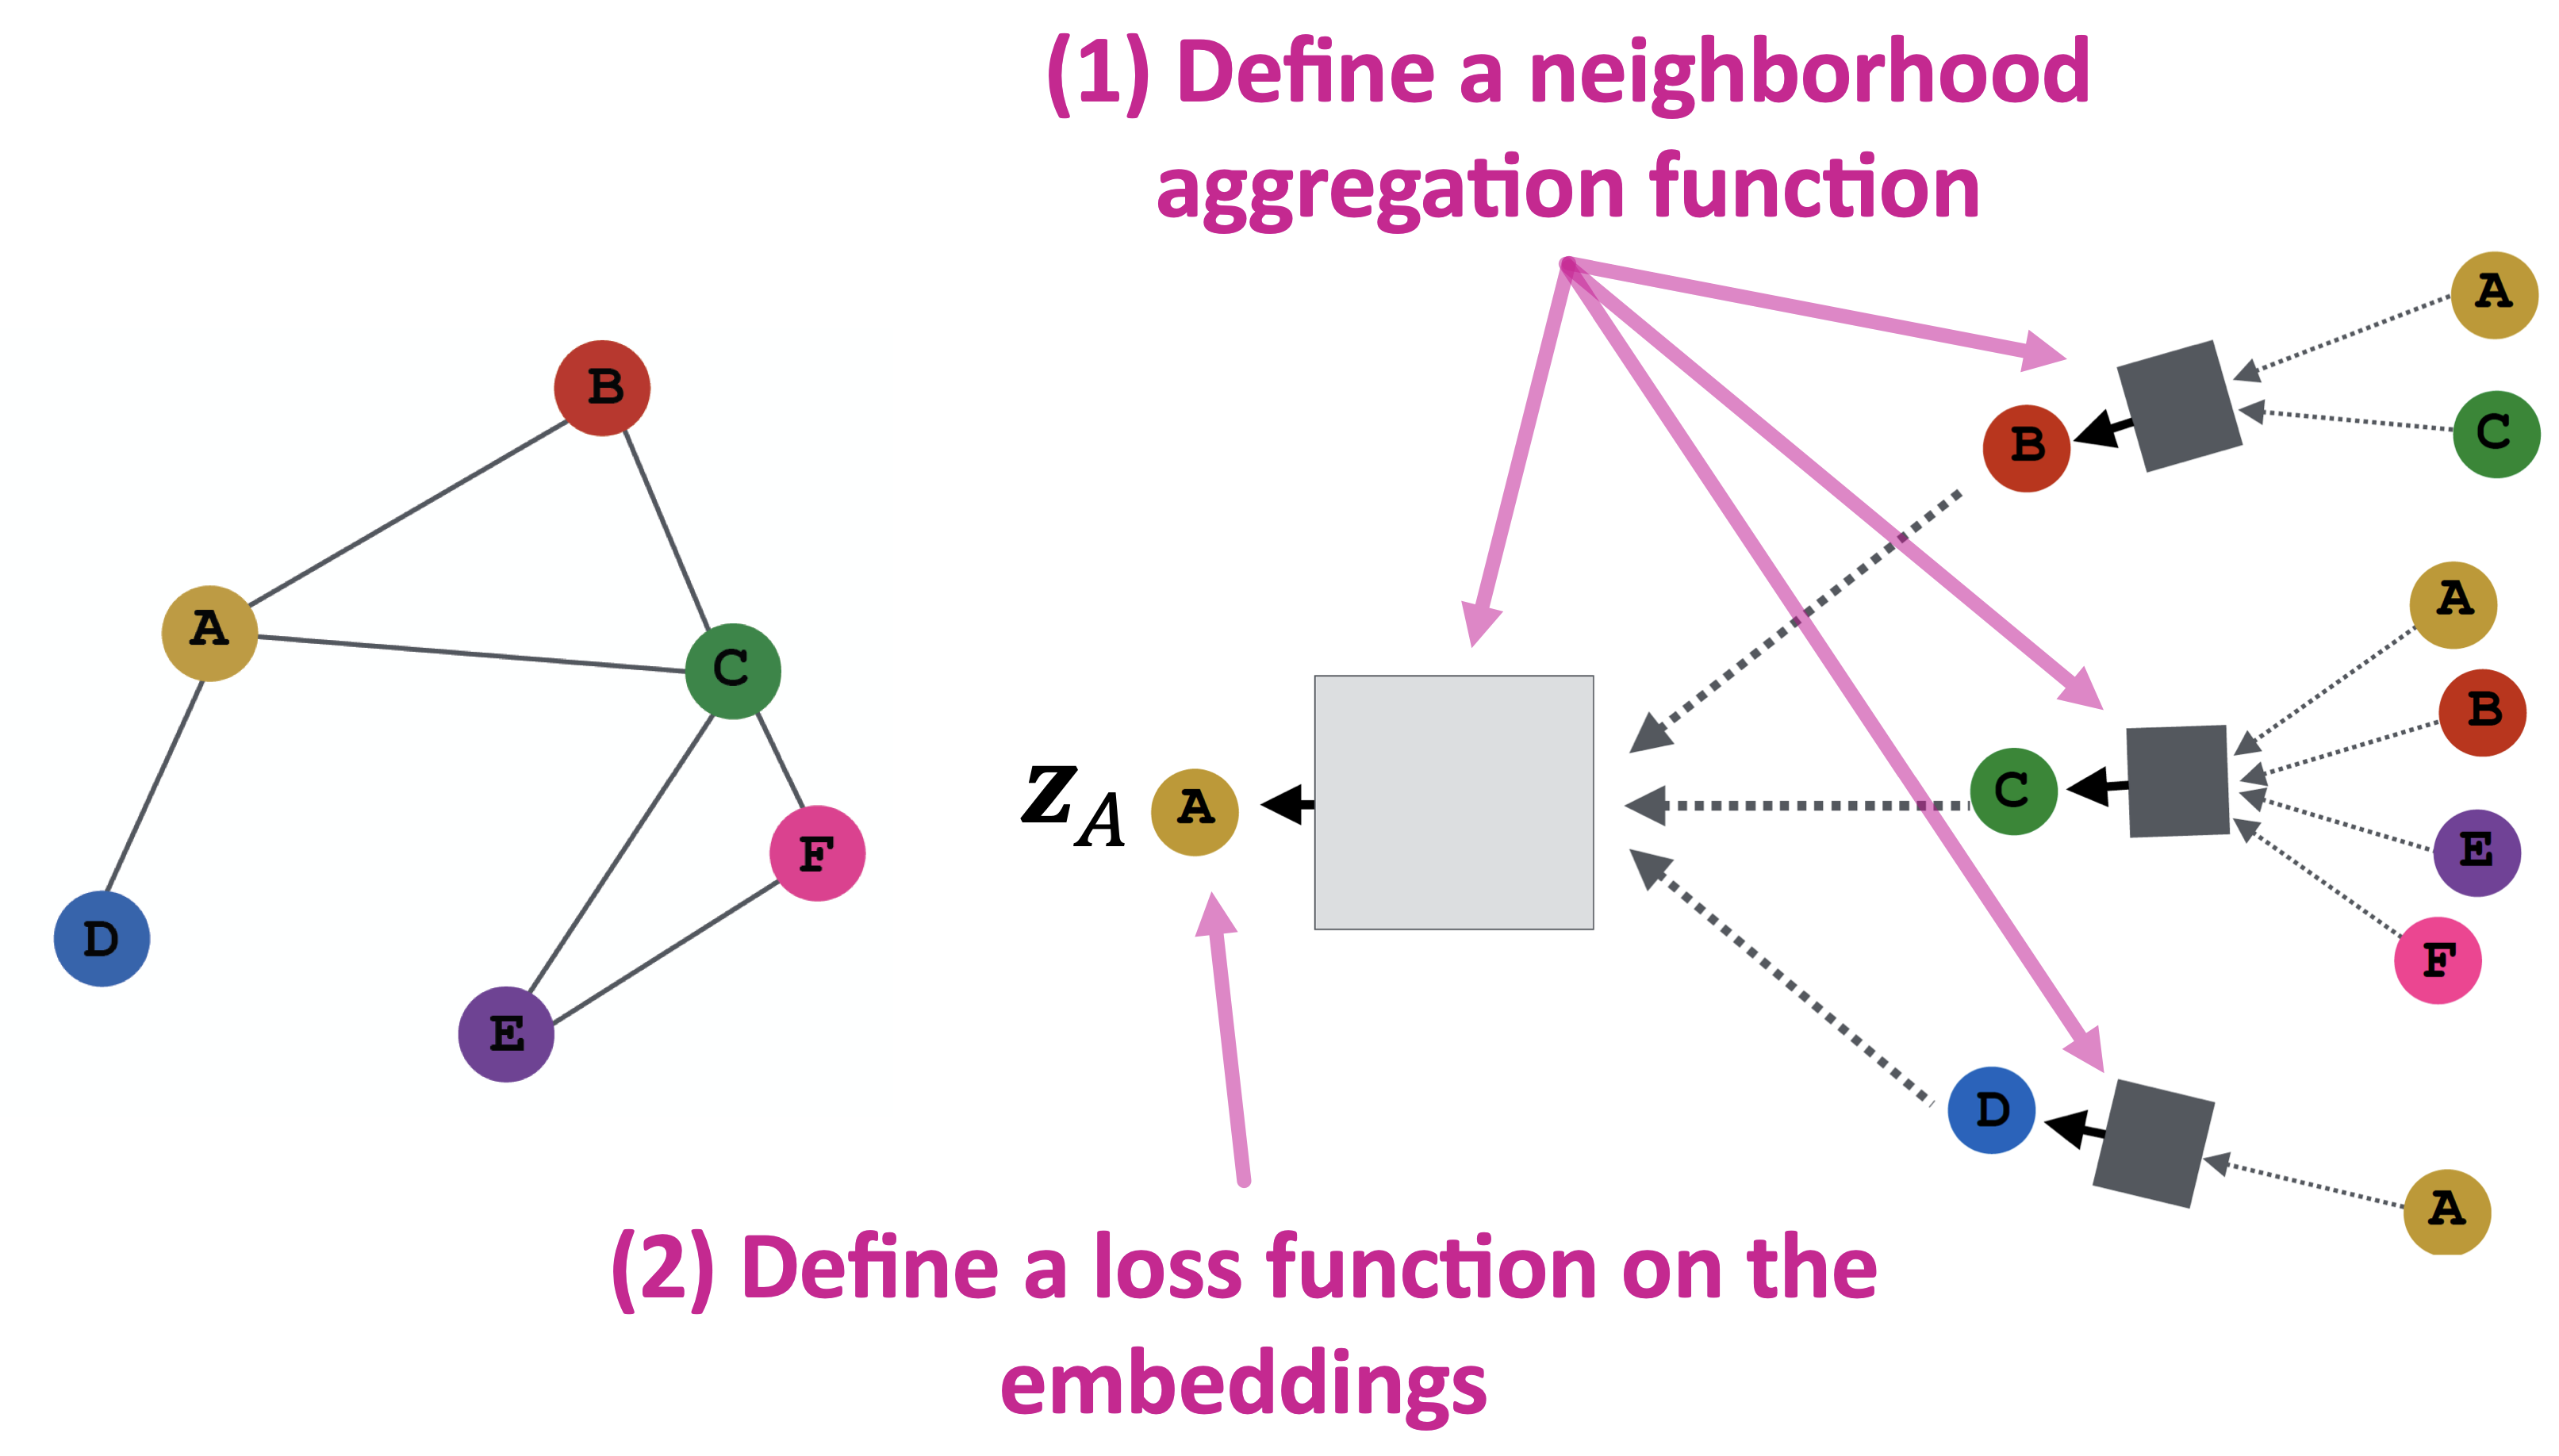 (1) Define a neighborhood
aggregation function
A
B
C
B
A
A
B
C
z_A
A
C
F
E
D
F
D
E
A
(2) Define a loss function on the
embeddings